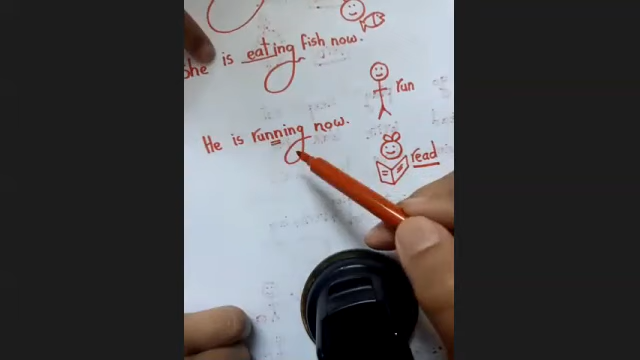 She is eating fish now.
run
He is running now.
read